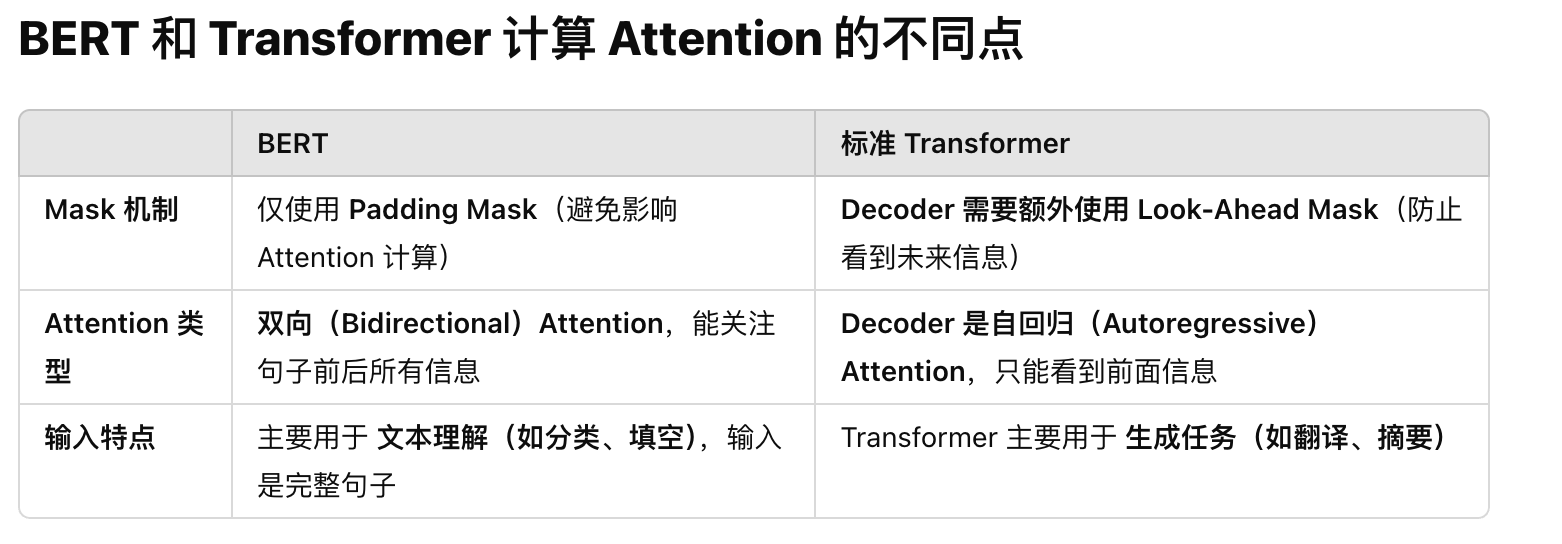 BERT 和 Transformer 计算 Attention 的不同点
BERT
标准 Transformer
Mask 机制
仅使用 Padding Mask（避免影响
Attention 计算）
Decoder 需要额外使用 Look-Ahead Mask（防止
看到未来信息）
Attention 类
型
双向（Bidirectional）Attention，能关注
句子前后所有信息
Decoder 是自回归（Autoregressive）
Attention，只能看到前面信息
输入特点
主要用于 文本理解（如分类、填空），输入
是完整句子
Transformer 主要用于 生成任务（如翻译、摘要）